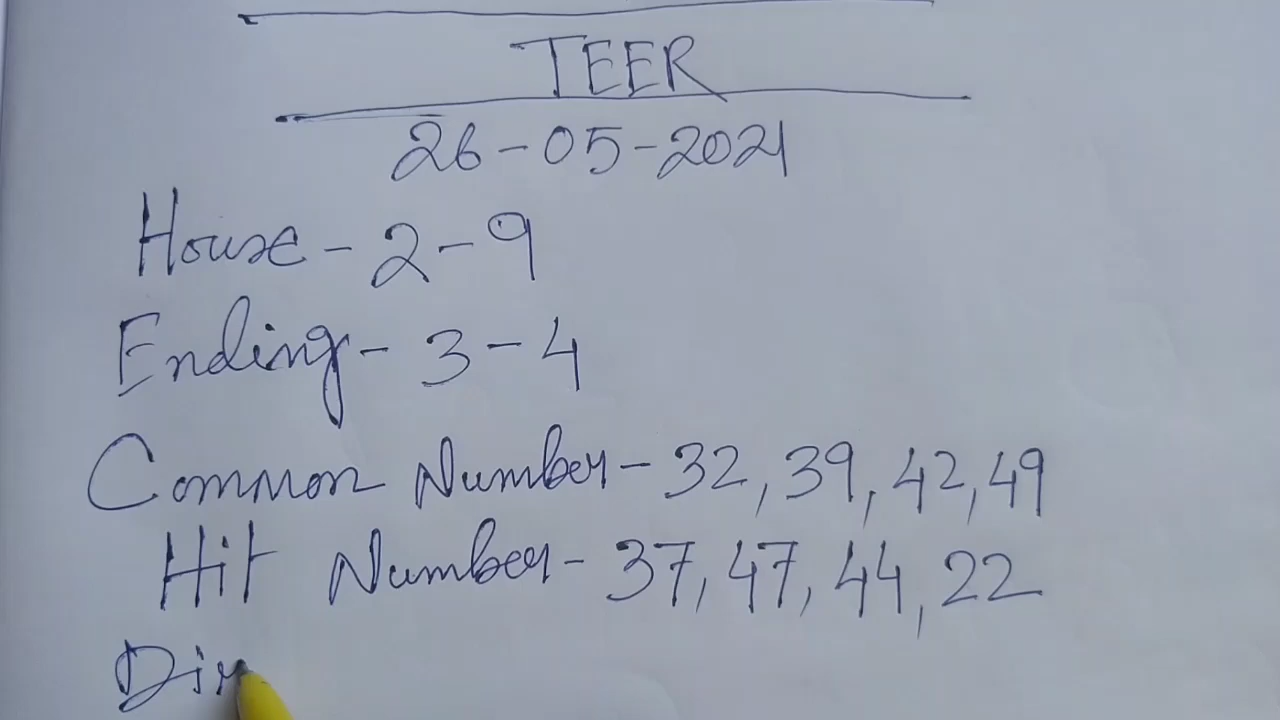 TEER
26-05-2021
House - 2-9
Ending - 3-4
Common Number - 32, 39, 42, 49
Hit Number - 37, 47, 44, 22
Dir